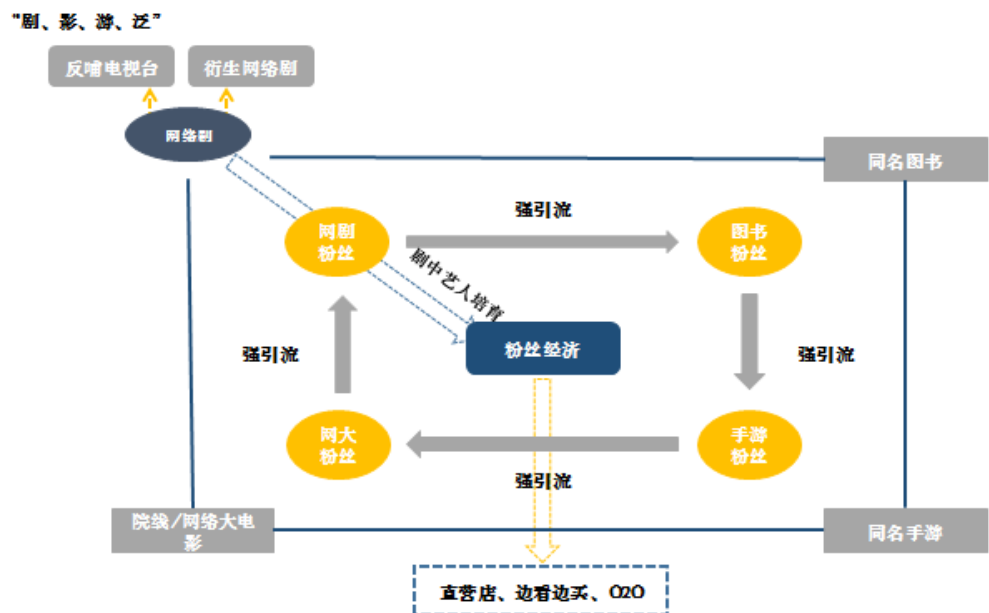 “剧、影、游、泛”
反哺电视台
衍生网络剧
网络剧
同名图书
强引流
网剧
粉丝
图书
粉丝
剧中艺人培育
粉丝经济
强引流
强引流
网大
粉丝
手游
粉丝
强引流
院线/网络大电
影
同名手游
直营店、边看边买、O2O